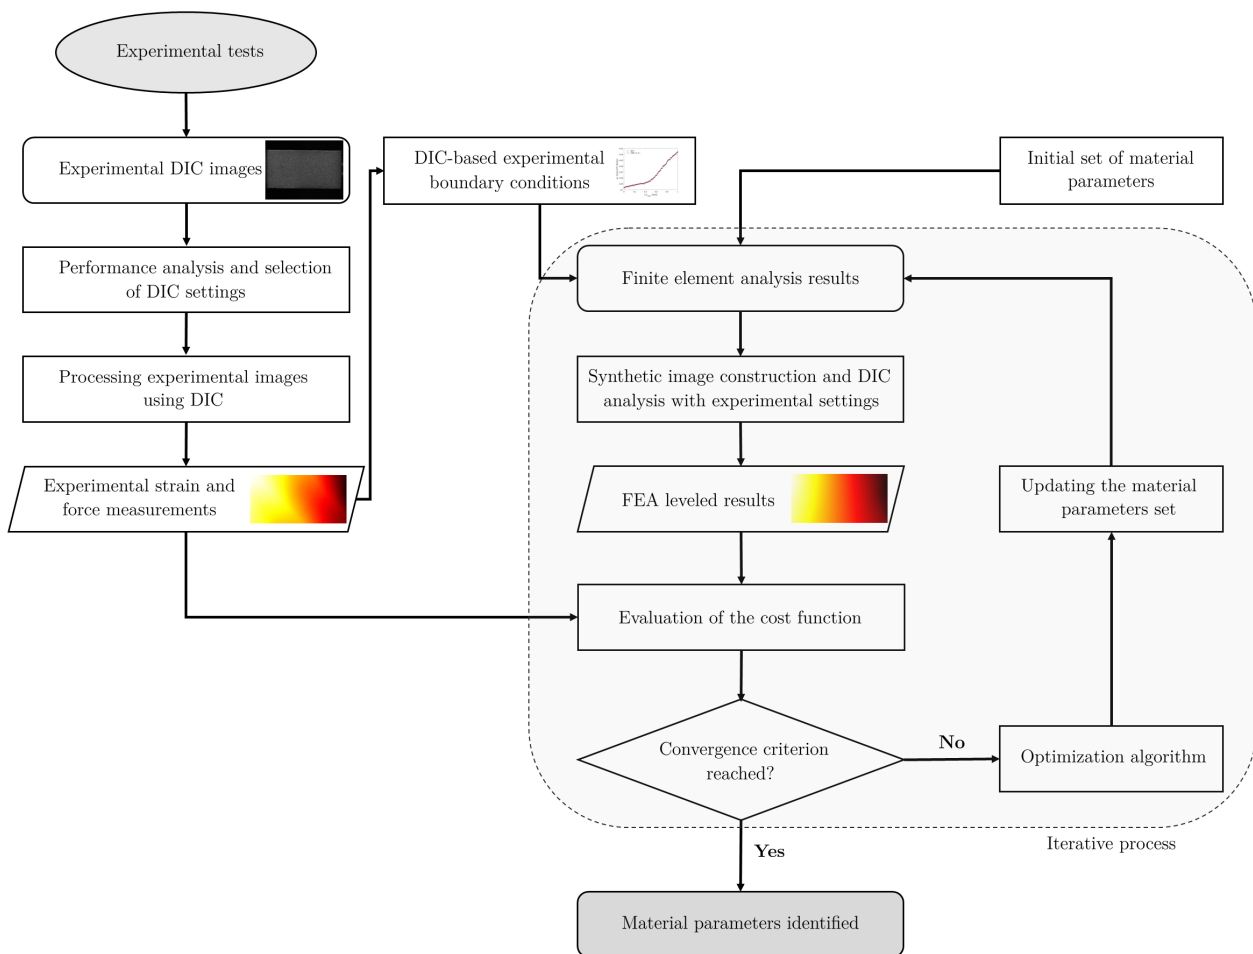 Experimental tests
Experimental DIC images
DIC-based experimental
boundary conditions
Initial set of material
parameters
Performance analysis and selection
of DIC settings
Finite element analysis results
Processing experimental images
using DIC
Synthetic image construction and DIC
analysis with experimental settings
Experimental strain and
force measurements
FEA leveled results
Updating the material
parameters set
Evaluation of the cost function
Convergence criterion
reached?
No
Optimization algorithm
Iterative process
Yes
Material parameters identified